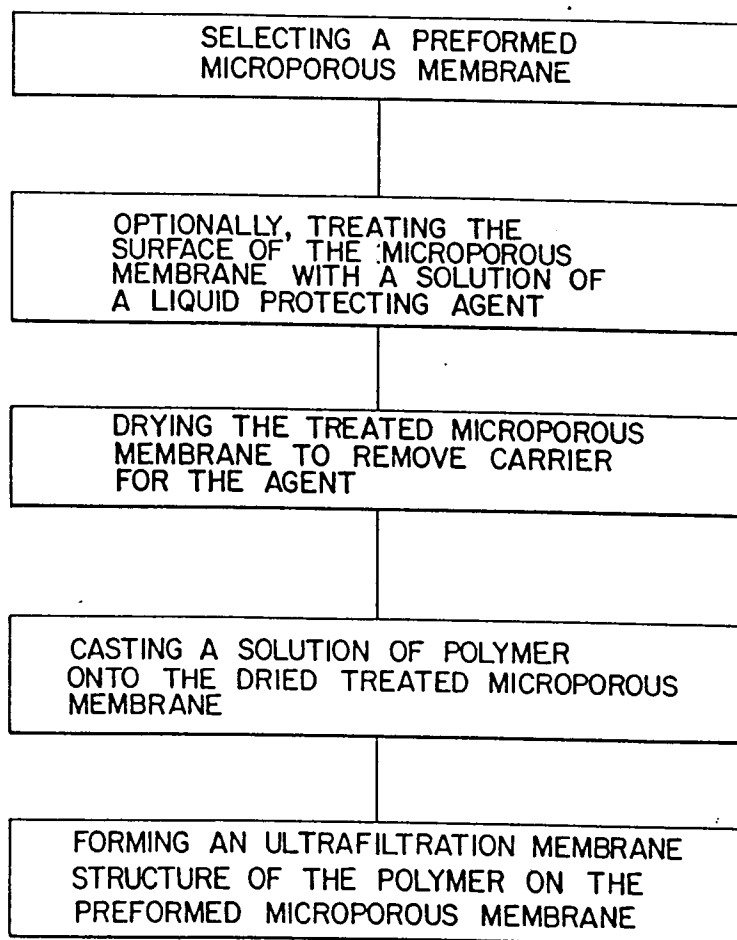 SELECTING A PREFORMED
MICROPOROUS MEMBRANE
OPTIONALLY, TREATING THE
SURFACE OF THE MICROPOROUS
MEMBRANE WITH A SOLUTION OF
A LIQUID PROTECTING AGENT
DRYING THE TREATED MICROPOROUS
MEMBRANE TO REMOVE CARRIER
FOR THE AGENT
CASTING A SOLUTION OF POLYMER
ONTO THE DRIED TREATED MICROPOROUS
MEMBRANE
FORMING AN ULTRAFILTRATION MEMBRANE
STRUCTURE OF THE POLYMER ON THE
PREFORMED MICROPOROUS MEMBRANE